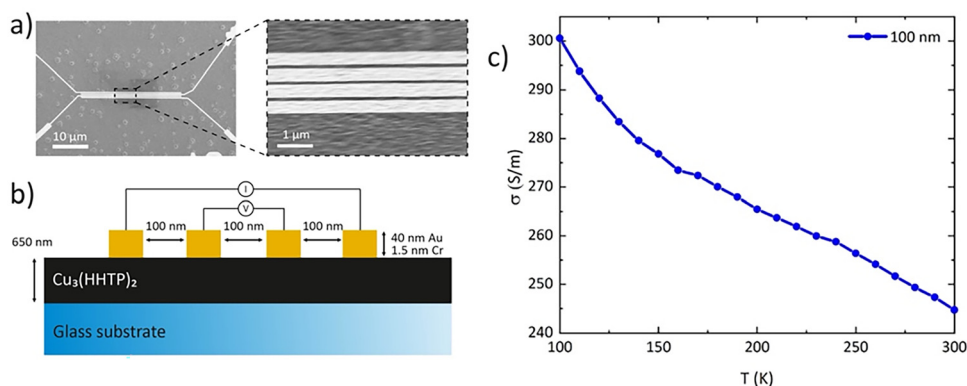 a)
10 μm
1 μm
b)
I
V
100 nm 100 nm 100 nm
650 nm
40 nm Au
1.5 nm Cr
Cu₃(HHTP)₂
Glass substrate
c)
100 nm
σ (S/m)
300
290
280
270
260
250
240
100 150 200 250 300
T (K)